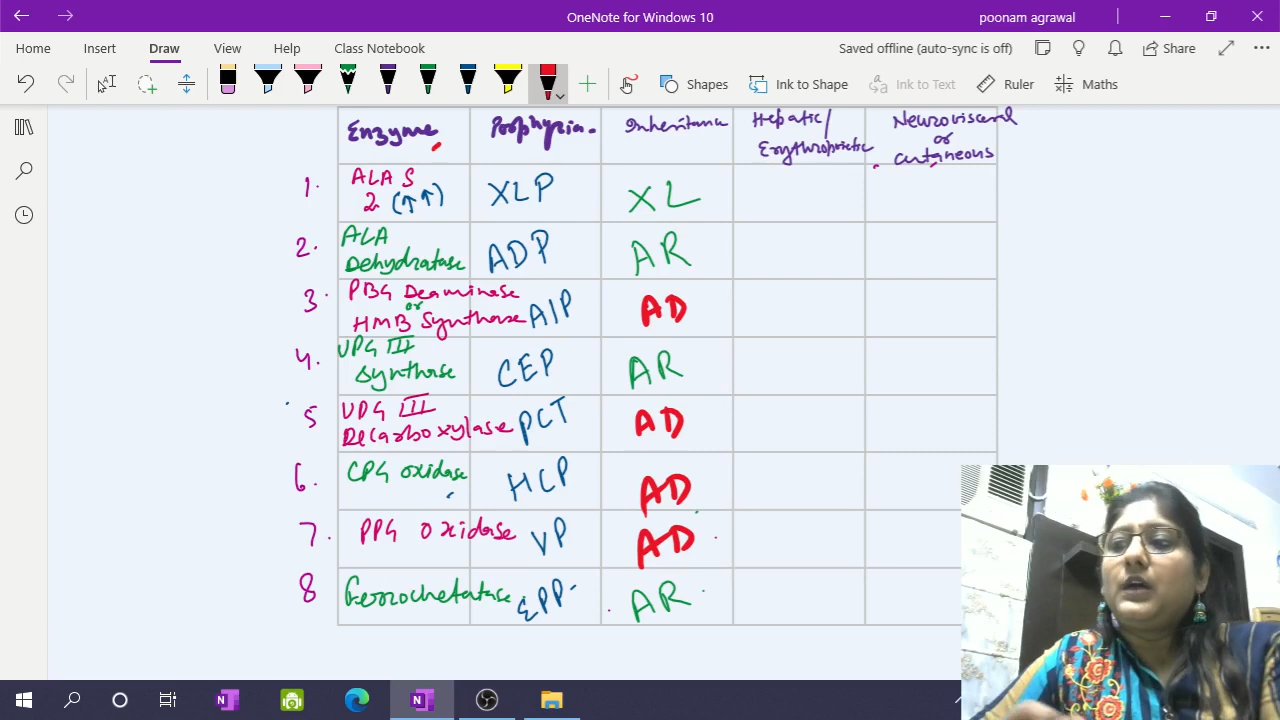 OneNote for Windows 10
poonam agrawal
Home Insert Draw View Help Class Notebook
Saved offline (auto-sync is off)
Share
Shapes Ink to Shape Ink to Text Ruler Maths
Enzyme Porphyria. Inheritance Hepatic/ Erythropoietic Neurovisceral or cutaneous
1. ALA S 2 (↑↑) XLP XL
2. ALA Dehydratase ADP AR
3. PBG Deaminase or HMB Synthase AIP AD
4. UPG III Synthase CEP AR
5 UPG III Decarboxylase PCT AD
6. CPG oxidase HCP AD
7. PPG oxidase VP AD
8 Ferrochelatase EPP AR